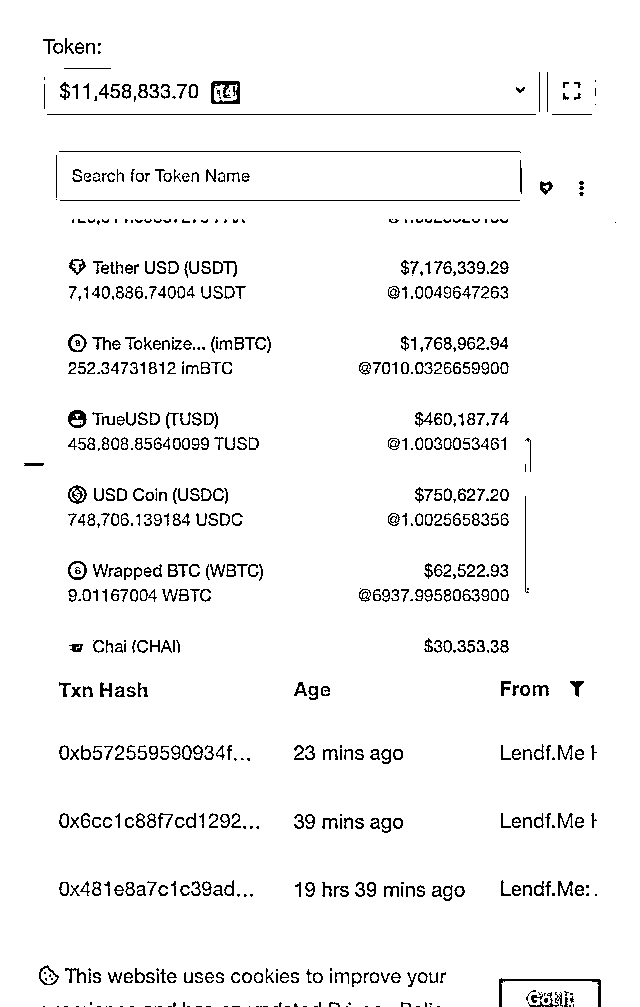 Token:
$11,458,833.70
Search for Token Name
Tether USD (USDT) $7,176,339.29
7,140,886.74004 USDT @1.0049647263
The Tokenize... (imBTC) $1,768,962.94
252.34731812 imBTC @7010.0326659900
TrueUSD (TUSD) $460,187.74
458,808.85640099 TUSD @1.0030053461
USD Coin (USDC) $750,627.20
748,706.139184 USDC @1.0025658356
Wrapped BTC (WBTC) $62,522.93
9.01167004 WBTC @6937.9958063900
Chai (CHAI) $30,353.38
Txn Hash Age From
0xb572559590934f... 23 mins ago Lendf.Me
0x6cc1c88f7cd1292... 39 mins ago Lendf.Me
0x481e8a7c1c39ad... 19 hrs 39 mins ago Lendf.Me:
This website uses cookies to improve your
Got It